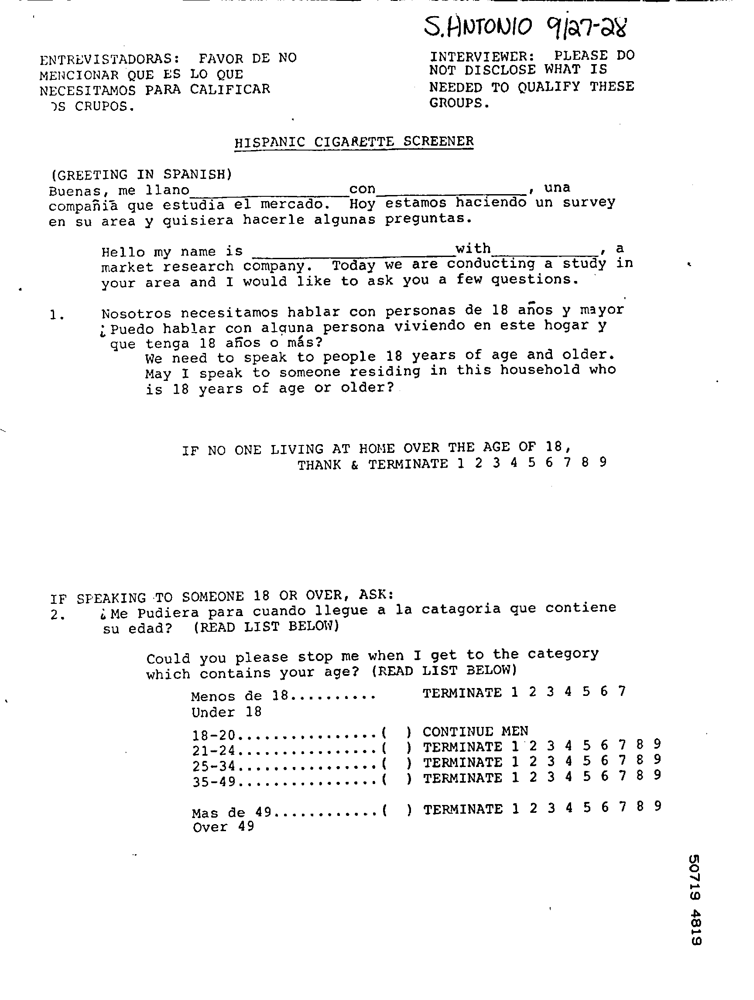 S. ANTONIO 9/27-28
ENTREVISTADORAS: FAVOR DE NO
MENCIONAR QUE ES LO QUE
NECESITAMOS PARA CALIFICAR
OS CRUPOS.
INTERVIEWER: PLEASE DO
NOT DISCLOSE WHAT IS
NEEDED TO QUALIFY THESE
GROUPS.
HISPANIC CIGARETTE SCREENER
(GREETING IN SPANISH)
Buenas, me llano____________________con___________________, una
compañia que estudia el mercado. Hoy estamos haciendo un survey
en su area y quisiera hacerle algunas preguntas.
Hello my name is _________________________with_____________, a
market research company. Today we are conducting a study in
your area and I would like to ask you a few questions.
1. Nosotros necesitamos hablar con personas de 18 años y mayor
¿Puedo hablar con alguna persona viviendo en este hogar y
que tenga 18 años o más?
We need to speak to people 18 years of age and older.
May I speak to someone residing in this household who
is 18 years of age or older?
IF NO ONE LIVING AT HOME OVER THE AGE OF 18,
THANK & TERMINATE 1 2 3 4 5 6 7 8 9
IF SPEAKING TO SOMEONE 18 OR OVER, ASK:
2. ¿Me Pudiera para cuando llegue a la catagoria que contiene
su edad? (READ LIST BELOW)
Could you please stop me when I get to the category
which contains your age? (READ LIST BELOW)
Menos de 18.......... TERMINATE 1 2 3 4 5 6 7
Under 18
18-20................( ) CONTINUE MEN
21-24................( ) TERMINATE 1 2 3 4 5 6 7 8 9
25-34................( ) TERMINATE 1 2 3 4 5 6 7 8 9
35-49................( ) TERMINATE 1 2 3 4 5 6 7 8 9
Mas de 49............( ) TERMINATE 1 2 3 4 5 6 7 8 9
Over 49
50719 4819